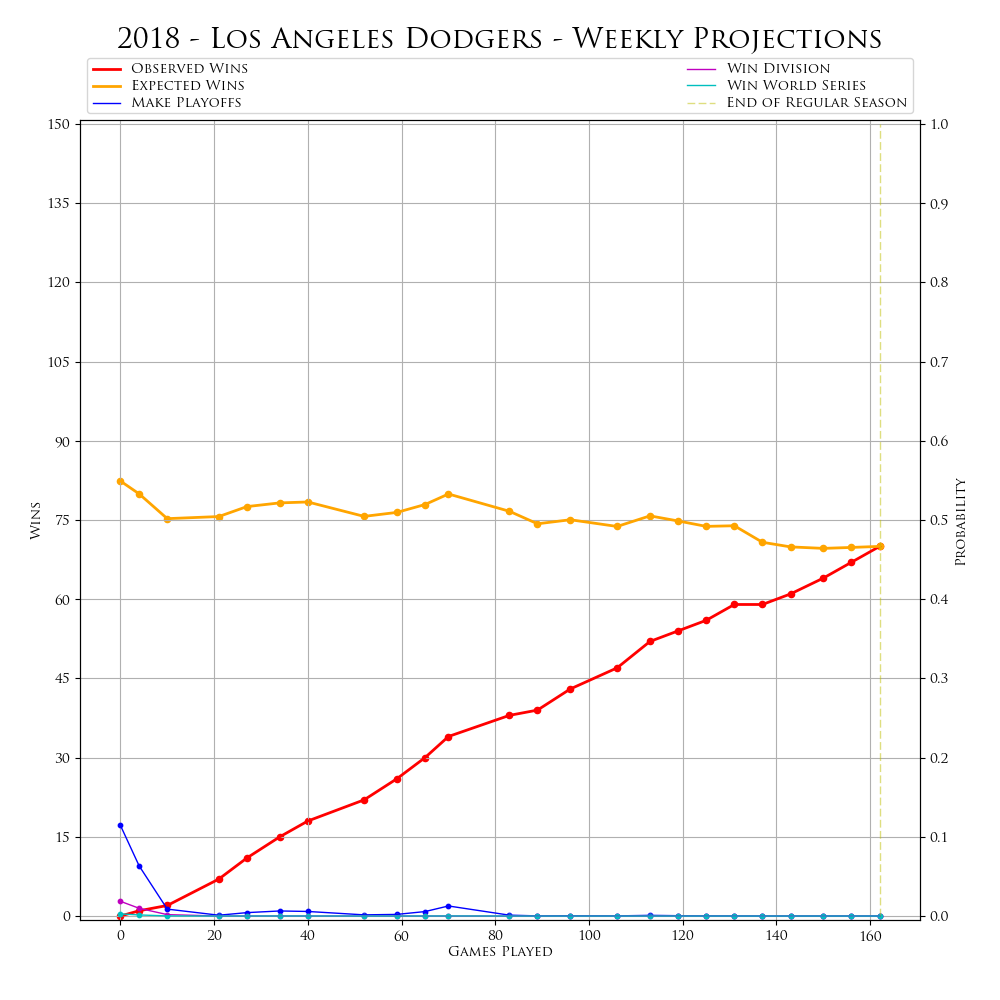 2018 - Los Angeles Dodgers - Weekly Projections
Observed Wins
Expected Wins
Make Playoffs
Win Division
Win World Series
End of Regular Season
150
135
120
105
90
75
60
45
30
15
0
Wins
1.0
0.9
0.8
0.7
0.6
0.5
0.4
0.3
0.2
0.1
0.0
Probability
0 20 40 60 80 100 120 140 160
Games Played